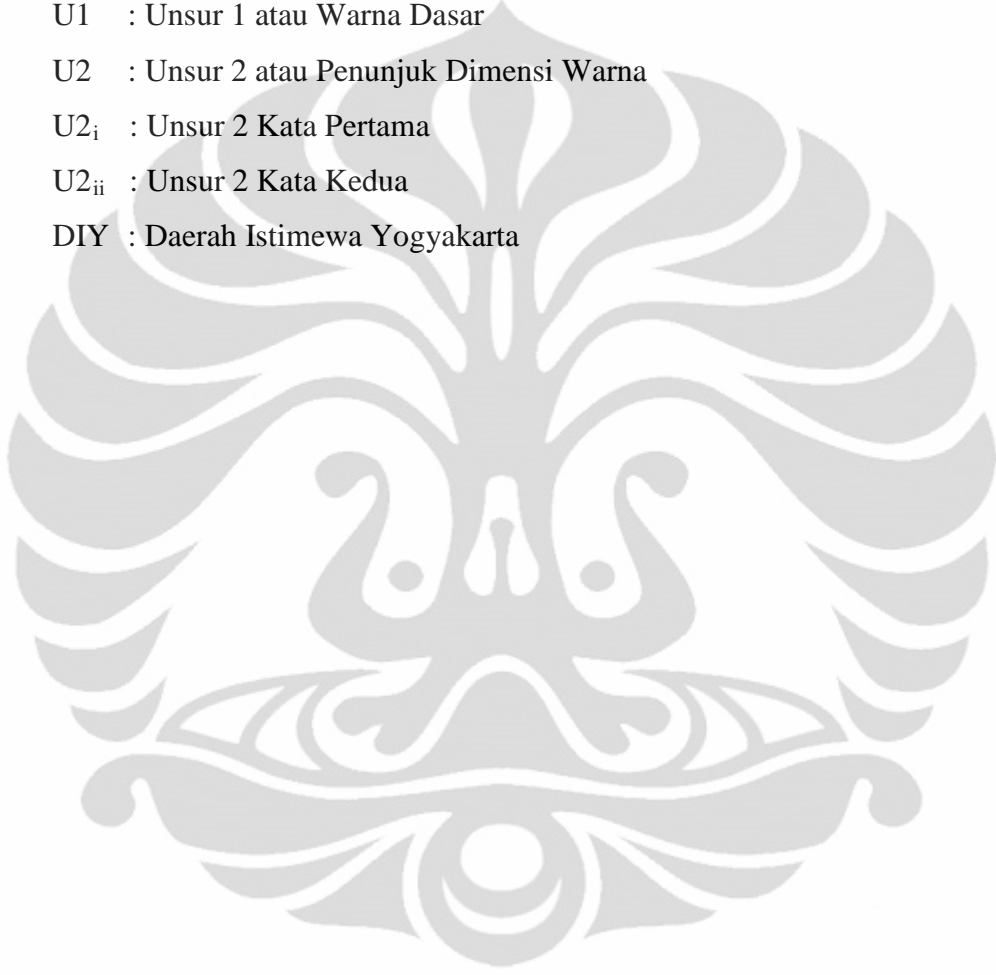 U1 : Unsur 1 atau Warna Dasar
U2 : Unsur 2 atau Penunjuk Dimensi Warna
U2i : Unsur 2 Kata Pertama
U2ii : Unsur 2 Kata Kedua
DIY : Daerah Istimewa Yogyakarta